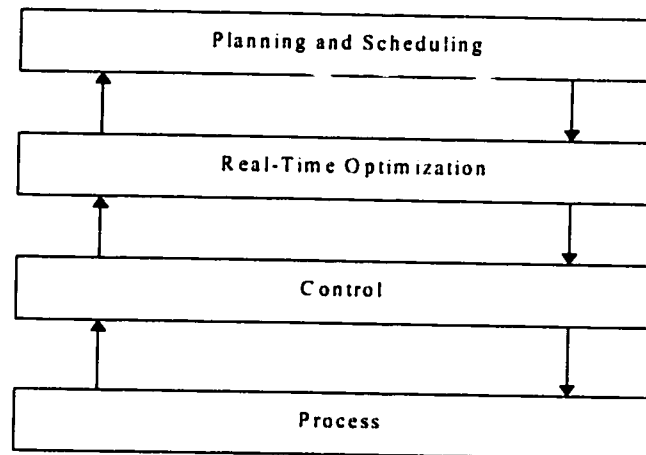 Planning and Scheduling
Real-Time Optimization
Control
Process